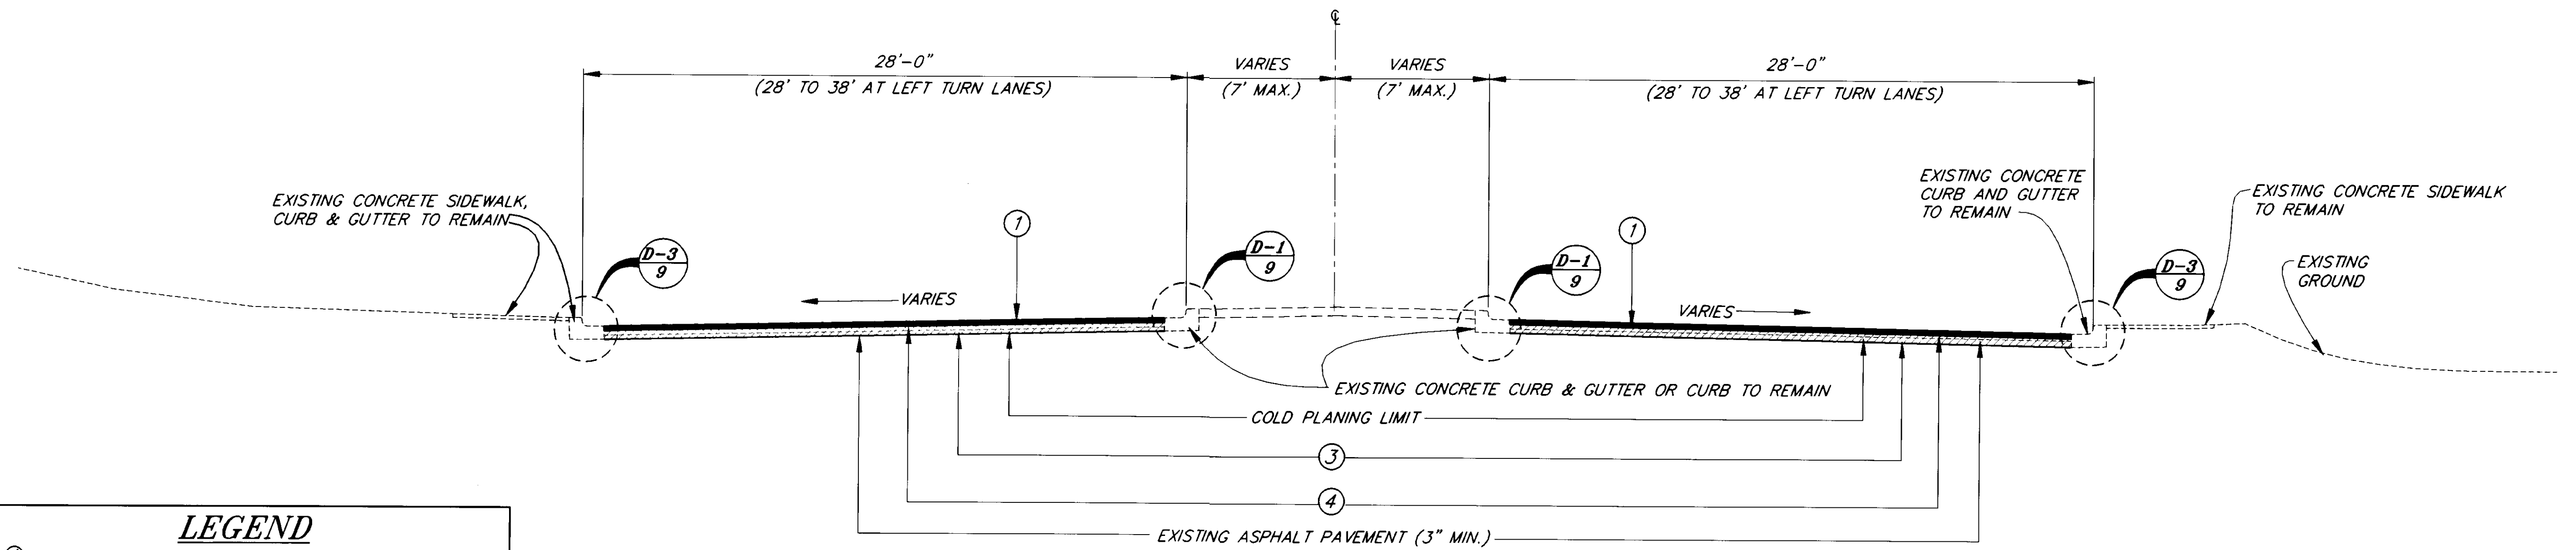 ℄
28'-0"
(28' TO 38' AT LEFT TURN LANES)
VARIES
(7' MAX.)
VARIES
(7' MAX.)
28'-0"
(28' TO 38' AT LEFT TURN LANES)
EXISTING CONCRETE SIDEWALK,
CURB & GUTTER TO REMAIN
D-3
9
1
VARIES
D-1
9
D-1
9
1
VARIES
EXISTING CONCRETE
CURB AND GUTTER
TO REMAIN
D-3
9
EXISTING CONCRETE SIDEWALK
TO REMAIN
EXISTING
GROUND
EXISTING CONCRETE CURB & GUTTER OR CURB TO REMAIN
COLD PLANING LIMIT
3
4
EXISTING ASPHALT PAVEMENT (3" MIN.)
LEGEND